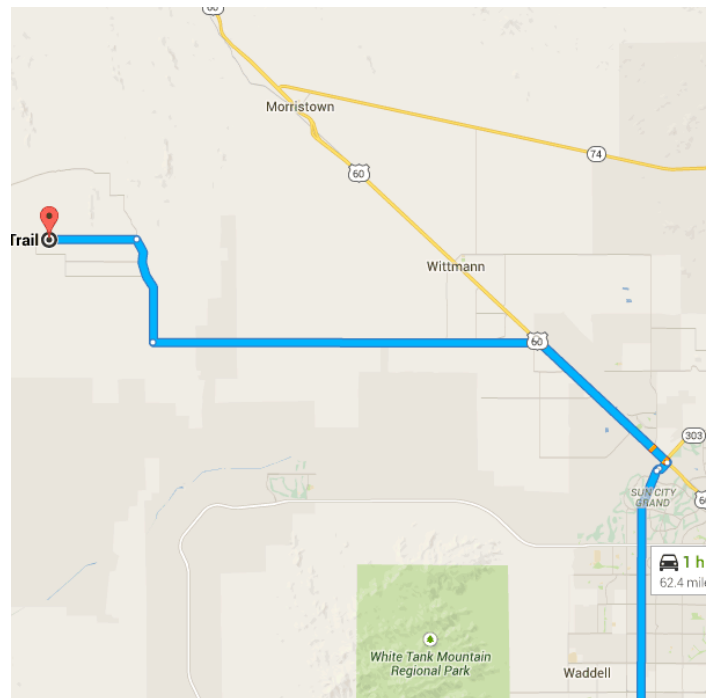 60
Morristown
74
60
Trail
Wittmann
60
303
SUN CITY
GRAND
60
1 h
62.4 mile
White Tank Mountain
Regional Park
Waddell